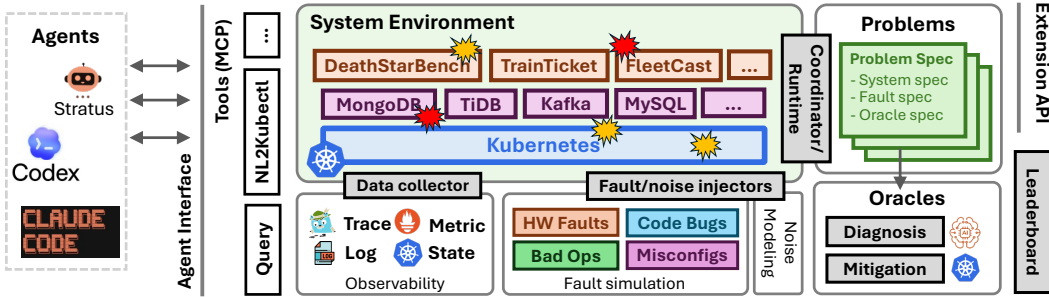 Agents
Stratus
Codex
CLAUDE
CODE
Agent Interface
Tools (MCP)
...
NL2Kubectl
Query
System Environment
DeathStarBench
TrainTicket
FleetCast
...
MongoDB
TiDB
Kafka
MySQL
...
Kubernetes
Data collector
Fault/noise injectors
Trace
Metric
Log
State
Observability
HW Faults
Code Bugs
Bad Ops
Misconfigs
Fault simulation
Noise
Modeling
Coordinator/
Runtime
Problems
Problem Spec
- System spec
- Fault spec
- Oracle spec
Oracles
Diagnosis
AI
Mitigation
Extension API
Leaderboard